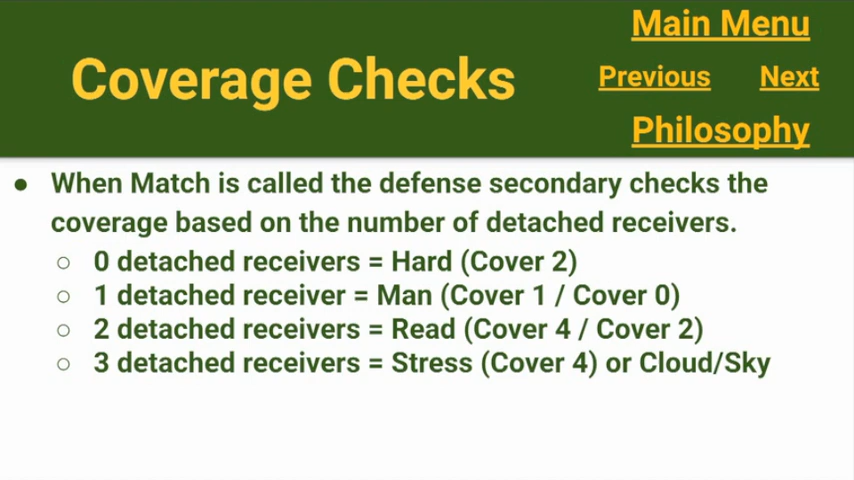 Main Menu
Coverage Checks
Previous Next
Philosophy
● When Match is called the defense secondary checks the
coverage based on the number of detached receivers.
○ 0 detached receivers = Hard (Cover 2)
○ 1 detached receiver = Man (Cover 1 / Cover 0)
○ 2 detached receivers = Read (Cover 4 / Cover 2)
○ 3 detached receivers = Stress (Cover 4) or Cloud/Sky